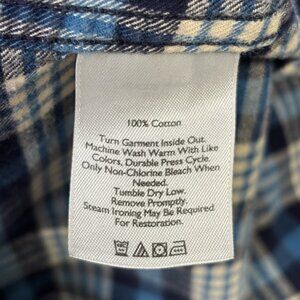 100% Cotton
Turn Garment Inside Out.
Machine Wash Warm With Like
Colors, Durable Press Cycle.
Only Non-Chlorine Bleach When
Needed.
Tumble Dry Low.
Remove Promptly.
Steam Ironing May Be Required
For Restoration.